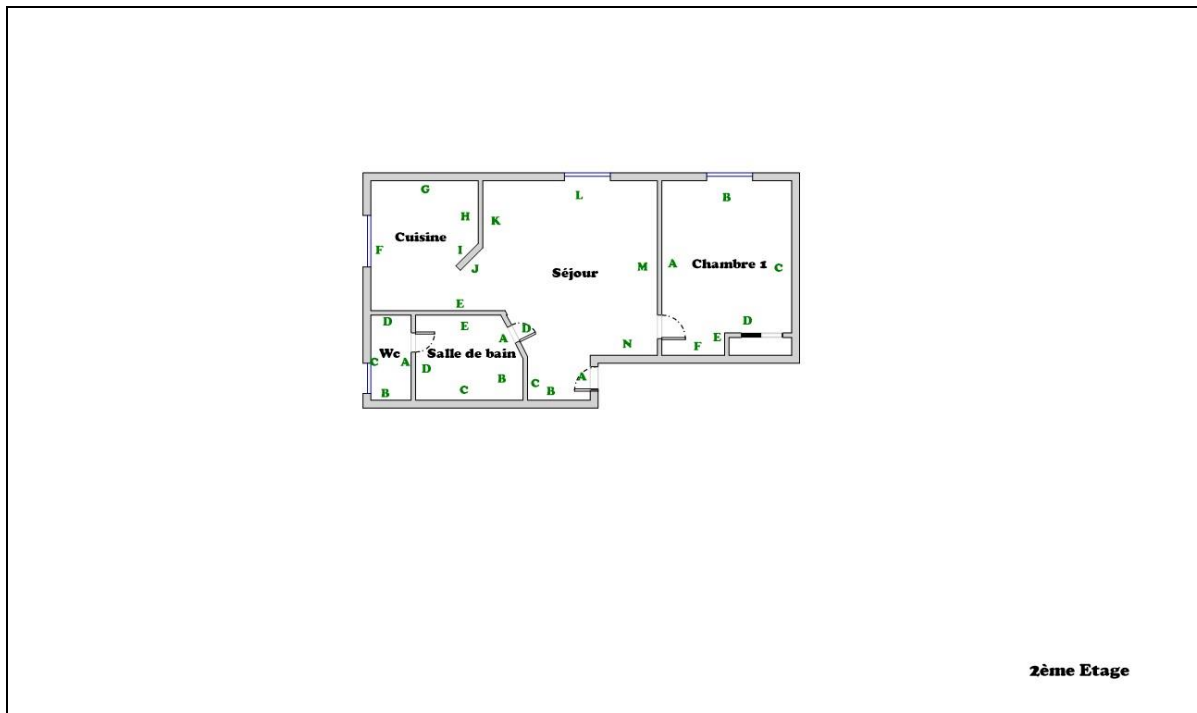 G
L
B
H
K
Cuisine
F
I
J
Séjour
M
A
Chambre 1
C
E
D
D
E
D
A
N
F
E
Wc
C
A
Salle de bain
D
B
A
C
B
C
B
B
2ème Etage